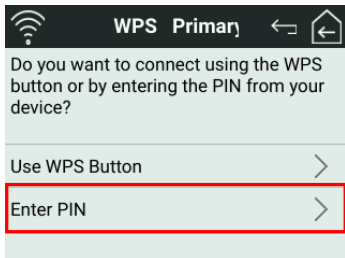 WPS Primary
Do you want to connect using the WPS
button or by entering the PIN from your
device?
Use WPS Button
Enter PIN